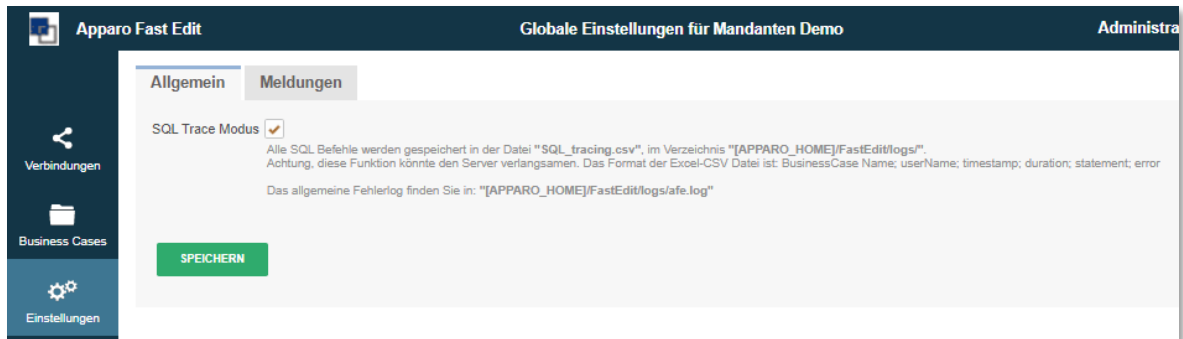 Apparo Fast Edit
Globale Einstellungen für Mandanten Demo
Allgemein
Meldungen
SQL Trace Modus
Alle SQL Befehle werden gespeichert in der Datei "SQL_tracing.csv", im Verzeichnis "[APPARO_HOME]/FastEdit/logs/".
Achtung, diese Funktion könnte den Server verlangsamen. Das Format der Excel-CSV Datei ist: BusinessCase Name; userName; timestamp; duration; statement; error
Das allgemeine Fehlerlog finden Sie in: "[APPARO_HOME]/FastEdit/logs/afe.log"
SPEICHERN
Verbindungen
Business Cases
Einstellungen